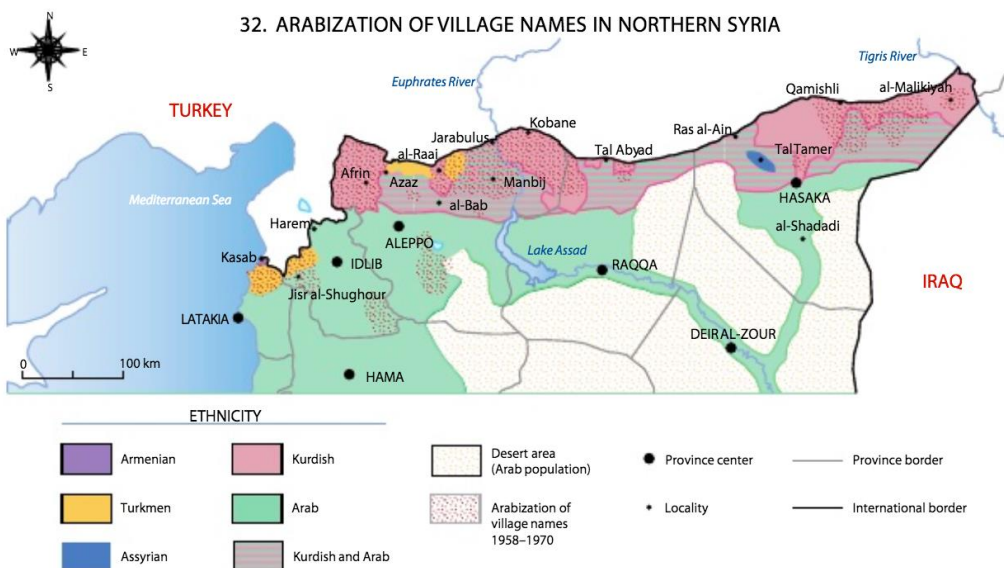 32. ARABIZATION OF VILLAGE NAMES IN NORTHERN SYRIA
N
W
E
S
Tigris River
Euphrates River
TURKEY
Qamishli
al-Malikiyah
Kobane
Jarabulus
Ras al-Ain
al-Raai
Tal Abyad
Tal Tamer
Afrin
Azaz
Manbij
HASAKA
Mediterranean Sea
al-Bab
Harem
ALEPPO
al-Shadadi
Kasab
IDLIB
Lake Assad
RAQQA
IRAQ
Jisr al-Shughour
LATAKIA
DEIR AL-ZOUR
0
100 km
HAMA
ETHNICITY
Armenian
Kurdish
Desert area
(Arab population)
Province center
Province border
Turkmen
Arab
Arabization of
village names
1958–1970
Locality
International border
Assyrian
Kurdish and Arab